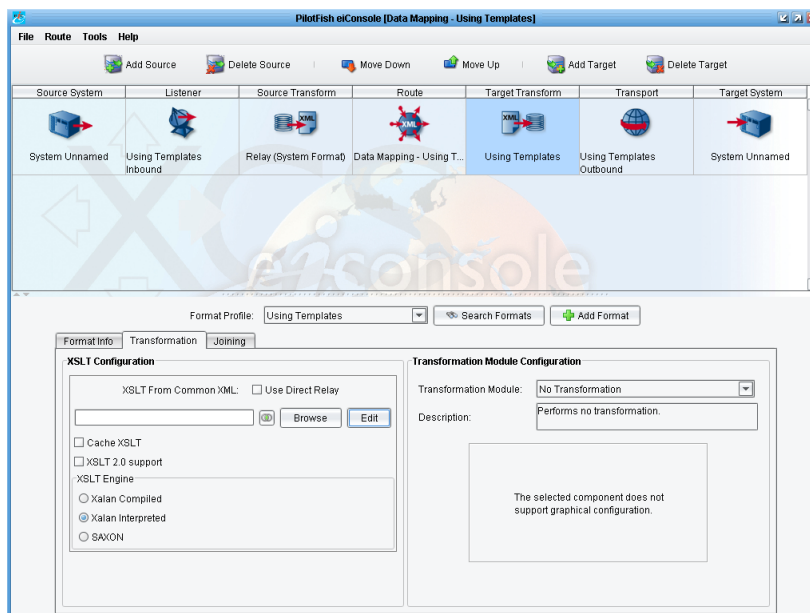 PilotFish eiConsole [Data Mapping - Using Templates]
File Route Tools Help
Add Source Delete Source Move Down Move Up Add Target Delete Target
Source System Listener Source Transform Route Target Transform Transport Target System
XML XML XML
System Unnamed Using Templates Inbound Relay (System Format) Data Mapping - Using T... Using Templates Using Templates Outbound System Unnamed
XCS
eiconsole
Format Profile: Using Templates Search Formats Add Format
Format Info Transformation Joining
XSLT Configuration
XSLT From Common XML: Use Direct Relay
Browse Edit
Cache XSLT
XSLT 2.0 support
XSLT Engine
Xalan Compiled
Xalan Interpreted
SAXON
Transformation Module Configuration
Transformation Module: No Transformation
Description: Performs no transformation.
The selected component does not
support graphical configuration.